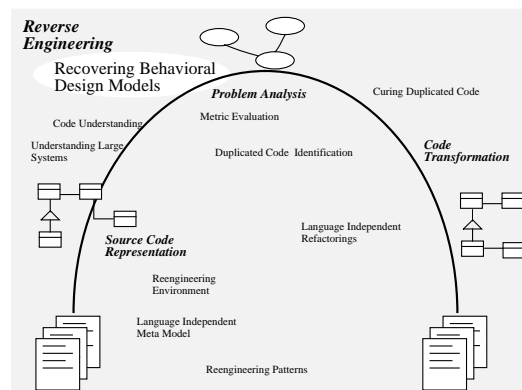 Reverse
Engineering
Recovering Behavioral
Design Models
Problem Analysis
Curing Duplicated Code
Metric Evaluation
Code Understanding
Understanding Large
Systems
Duplicated Code Identification
Code
Transformation
Source Code
Representation
Language Independent
Refactorings
Reengineering
Environment
Language Independent
Meta Model
Reengineering Patterns